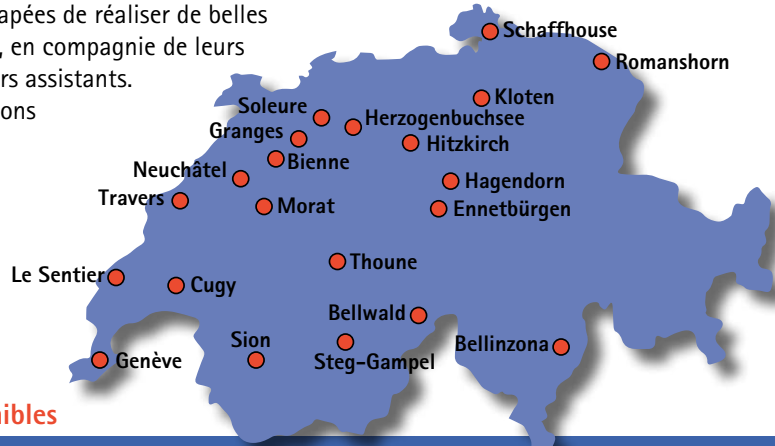 apées de réaliser de belles
, en compagnie de leurs
rs assistants.
ons
Schaffhouse
Romanshorn
Kloten
Soleure
Herzogenbuchsee
Granges
Hitzkirch
Bienne
Neuchâtel
Hagendorn
Travers
Morat
Ennetbürgen
Thoune
Le Sentier
Cugy
Bellwald
Sion
Bellinzona
Genève
Steg-Gampel
ibles